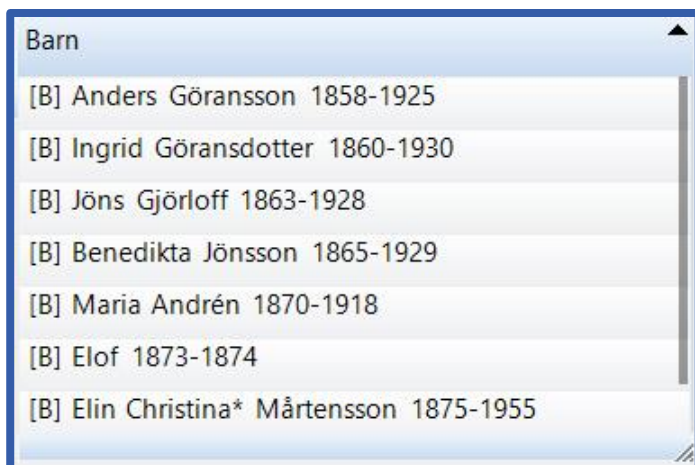 Barn
[B] Anders Göransson 1858-1925
[B] Ingrid Göransdotter 1860-1930
[B] Jöns Gjörloff 1863-1928
[B] Benedikta Jönsson 1865-1929
[B] Maria Andrén 1870-1918
[B] Elof 1873-1874
[B] Elin Christina* Mårtensson 1875-1955